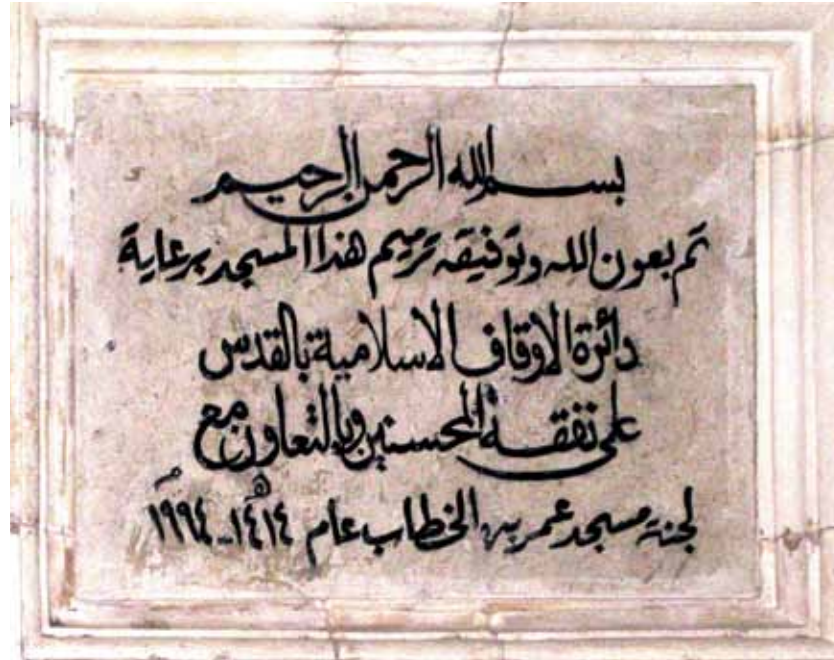 بسم الله الرحمن الرحيم
تم بعون الله وتوفيقه ترميم هذا المسجد برعاية
دائرة الاوقاف الاسلامية بالقدس
على نفقة المحسنين وبالتعاون مع
لجنة مسجد عمر بن الخطاب عام ١٤١٤هـ - ١٩٩٤م